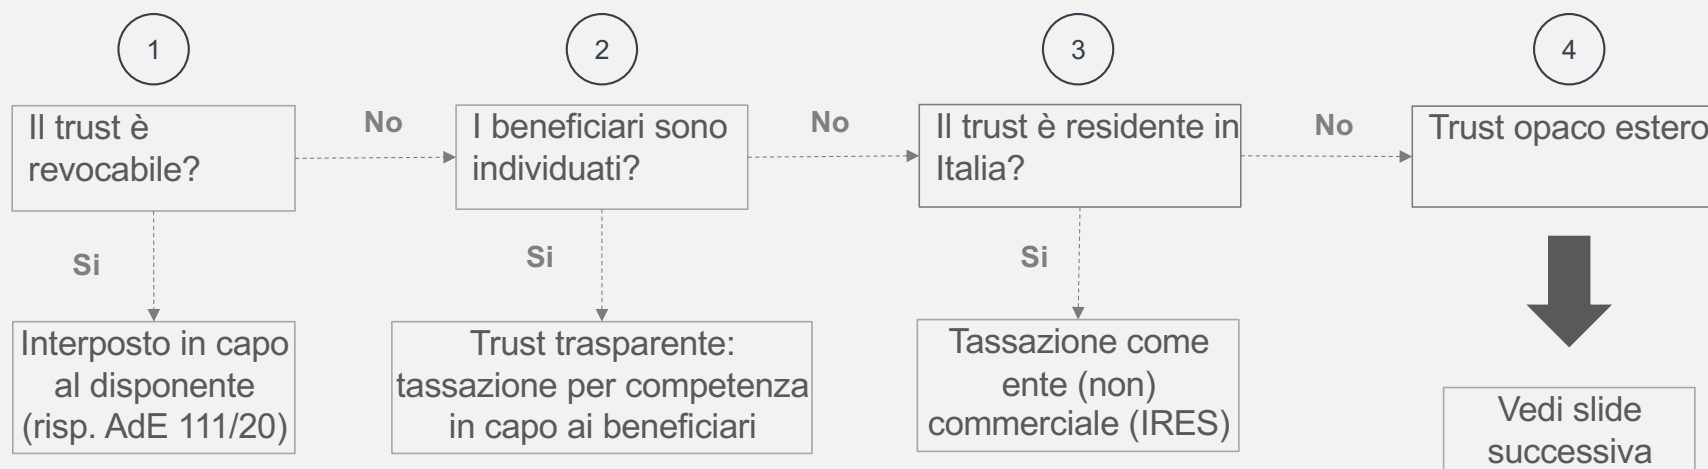 1
2
3
4
Il trust è
revocabile?
No
I beneficiari sono
individuati?
No
Il trust è residente in
Italia?
No
Trust opaco estero
Si
Si
Si
Interposto in capo
al disponente
(risp. AdE 111/20)
Trust trasparente:
tassazione per competenza
in capo ai beneficiari
Tassazione come
ente (non)
commerciale (IRES)
Vedi slide
successiva